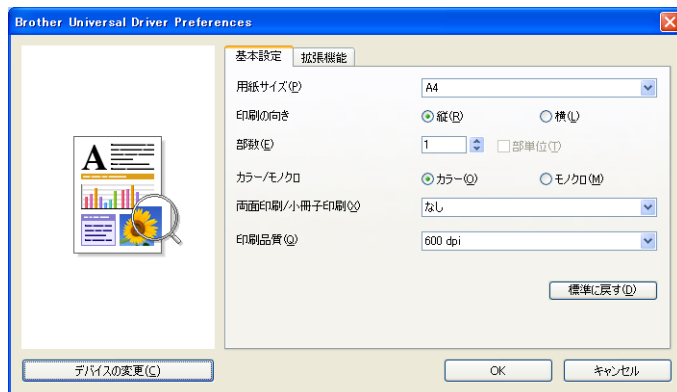 Brother Universal Driver Preferences
基本設定 拡張機能
用紙サイズ(P) A4
印刷の向き 縦(R) 横(L)
部数(E) 1 部単位(T)
カラー/モノクロ カラー(O) モノクロ(M)
両面印刷/小冊子印刷(X) なし
印刷品質(Q) 600 dpi
標準に戻す(D)
デバイスの変更(C) OK キャンセル
A